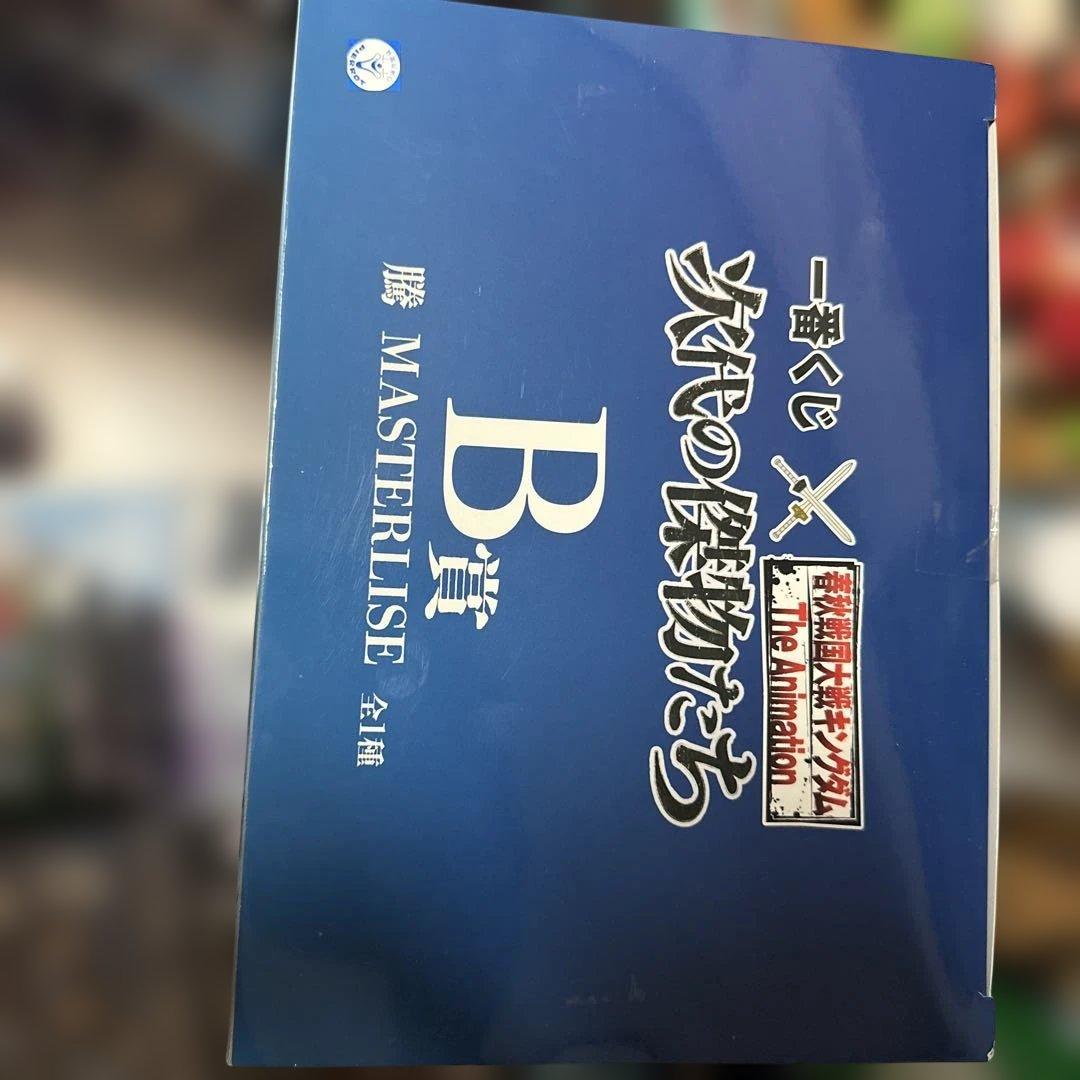 一番くじ
春秋戦国大戦キングダム
The Animation
次代の傑物たち
B賞
騰 MASTERLISE 全1種
PIERROT